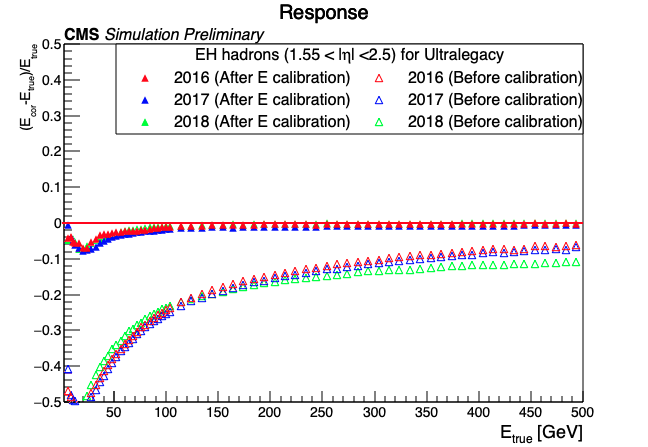 Response
CMS Simulation Preliminary
(E_cor-E_true)/E_true
EH hadrons (1.55 < |η| <2.5) for Ultralegacy
2016 (After E calibration) 2016 (Before calibration)
2017 (After E calibration) 2017 (Before calibration)
2018 (After E calibration) 2018 (Before calibration)
0.5
0.4
0.3
0.2
0.1
0
−0.1
−0.2
−0.3
−0.4
−0.5
50 100 150 200 250 300 350 400 450 500
E_true [GeV]